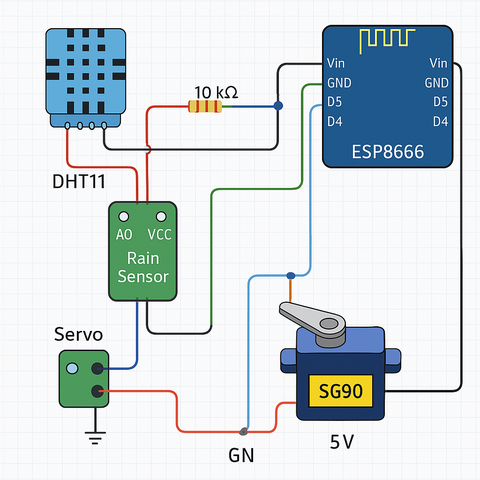 10 kΩ
Vin Vin
GND GND
D5 D5
D4 D4
ESP8666
DHT11
AO VCC
Rain
Sensor
Servo
SG90
5V
GN